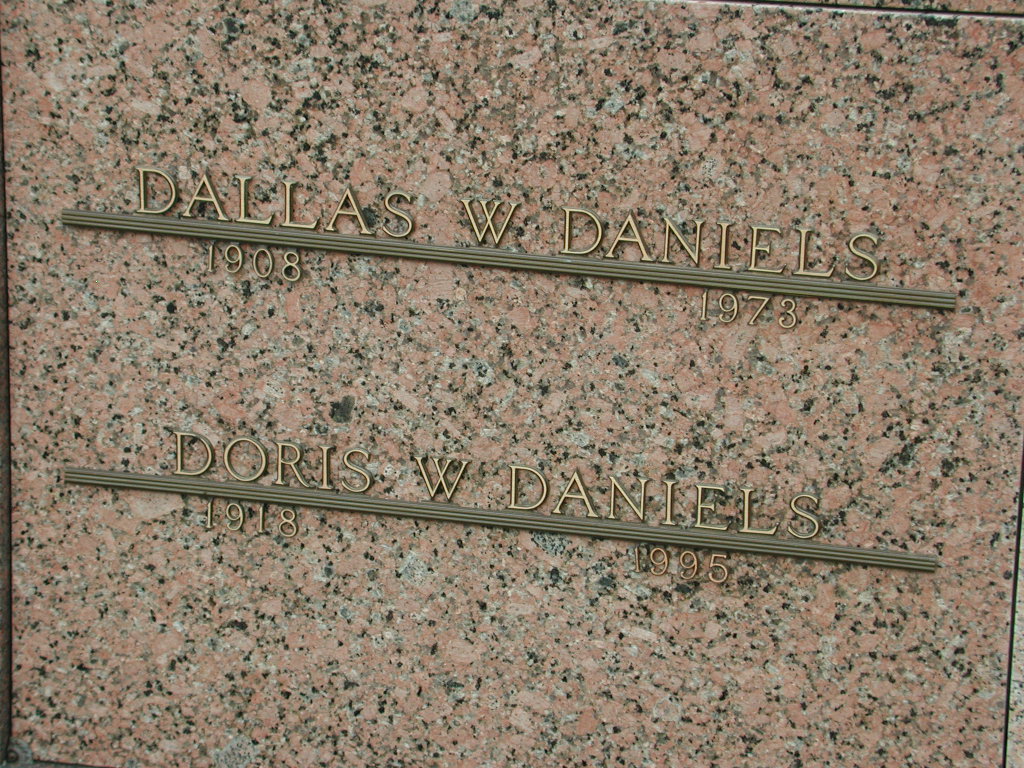 DALLAS W DANIELS
1908 1973
DORIS W DANIELS
1918 1995